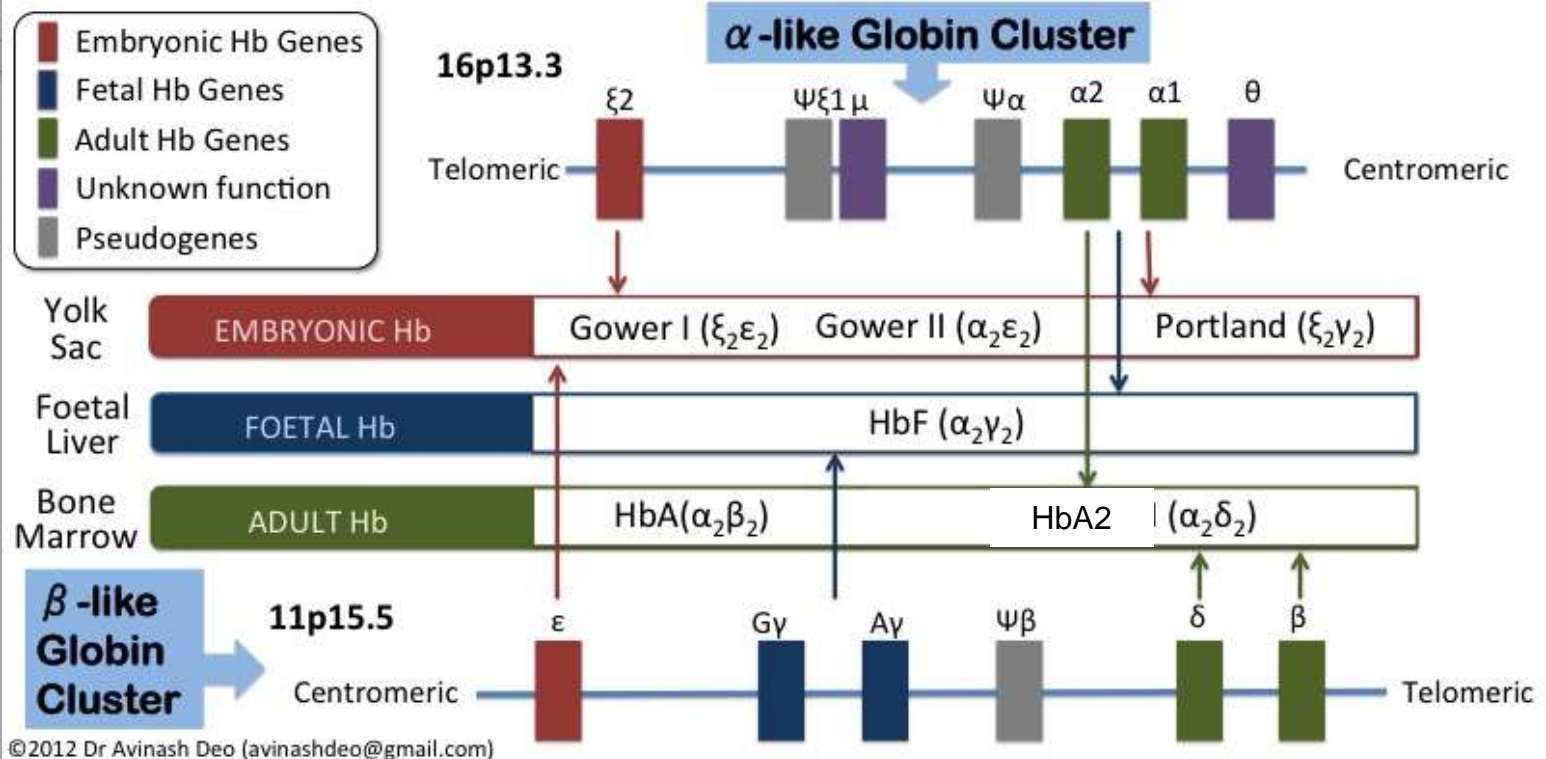 Embryonic Hb Genes
Fetal Hb Genes
Adult Hb Genes
Unknown function
Pseudogenes
α-like Globin Cluster
16p13.3
ξ2
Ψξ1 μ
Ψα
α2
α1
θ
Telomeric
Centromeric
Yolk
Sac
EMBRYONIC Hb
Gower I (ξ₂ε₂)
Gower II (α₂ε₂)
Portland (ξ₂γ₂)
Foetal
Liver
FOETAL Hb
HbF (α₂γ₂)
Bone
Marrow
ADULT Hb
HbA(α₂β₂)
HbA2 (α₂δ₂)
β-like
Globin
Cluster
11p15.5
ε
Gγ
Aγ
Ψβ
δ
β
Centromeric
Telomeric
©2012 Dr Avinash Deo (avinashdeo@gmail.com)